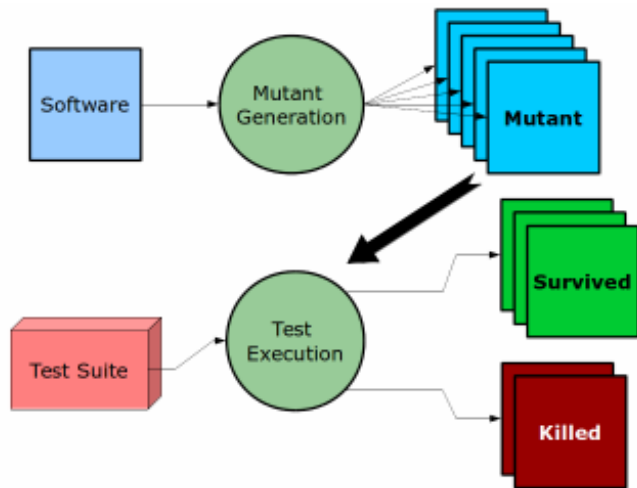 Software
Mutant
Generation
Mutant
Survived
Test
Execution
Test Suite
Killed